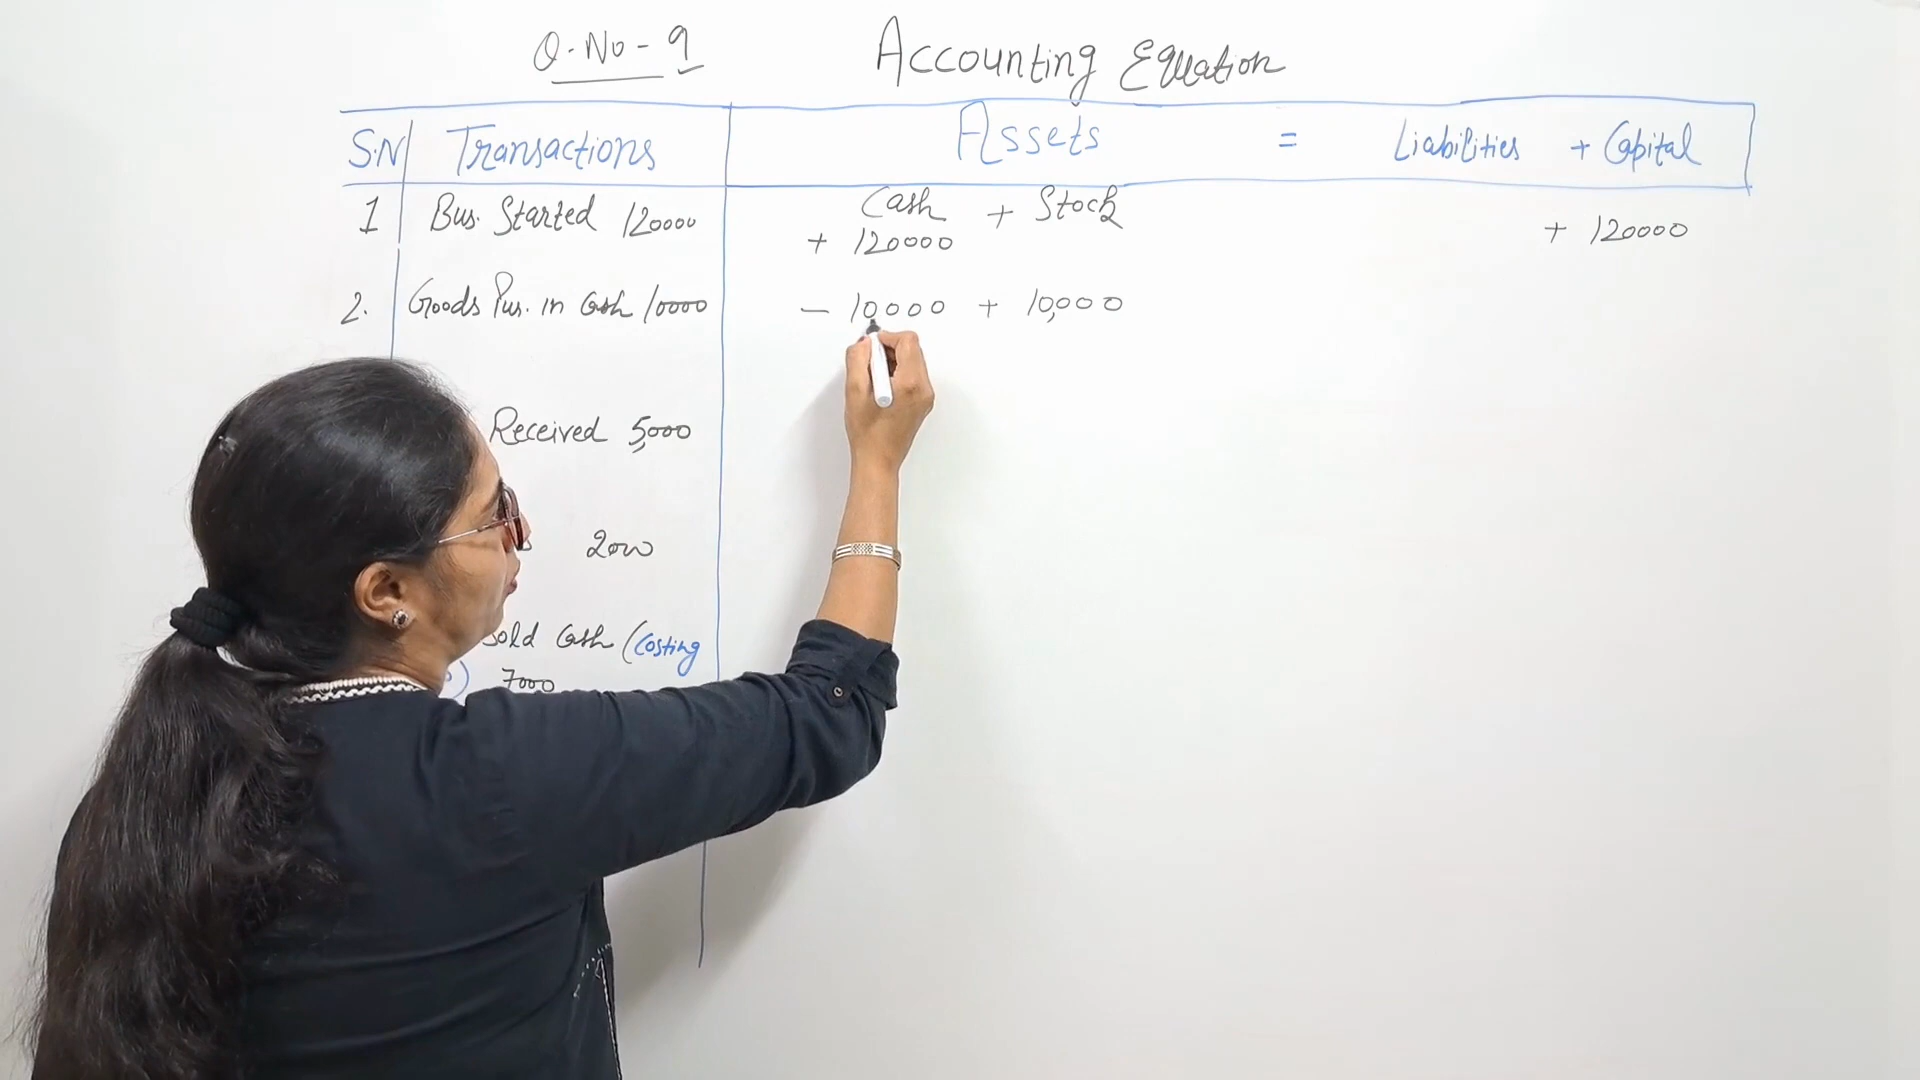 Q.No-9 Accounting Equation
S.N Transactions Assets = Liabilities + Capital
1 Bus. Started 120000 Cash + Stock
+ 120000 + 120000
2. Goods Pur. in Cash 10000 - 10000 + 10,000
Received 5,000
2000
Sold Cash (Costing
) 7000